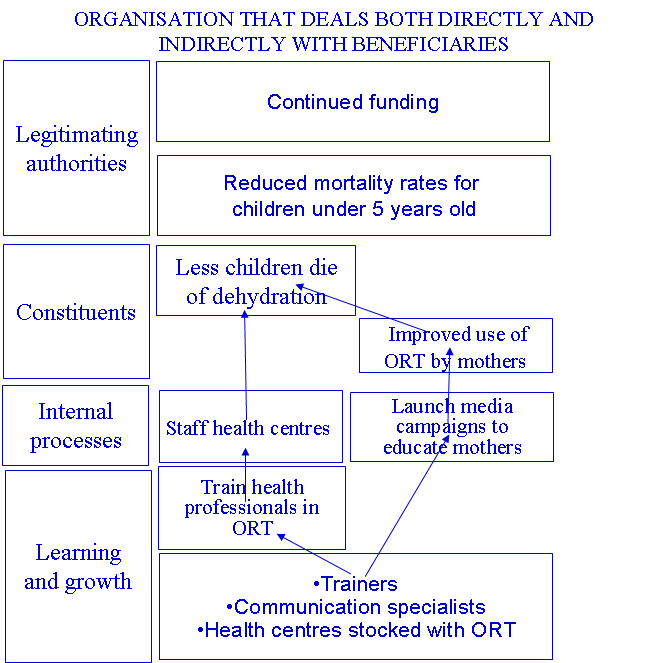 ORGANISATION THAT DEALS BOTH DIRECTLY AND
INDIRECTLY WITH BENEFICIARIES
Legitimating
authorities
Continued funding
Reduced mortality rates for
children under 5 years old
Constituents
Less children die
of dehydration
Improved use of
ORT by mothers
Internal
processes
Staff health centres
Launch media
campaigns to
educate mothers
Learning
and growth
Train health
professionals in
ORT
•Trainers
•Communication specialists
•Health centres stocked with ORT